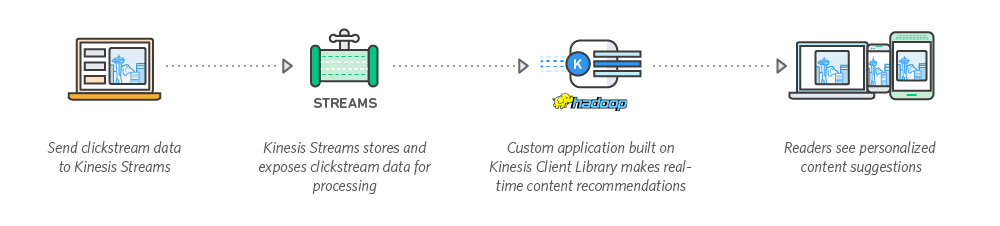 K
STREAMS
hadoop
Send clickstream data
to Kinesis Streams
Kinesis Streams stores and
exposes clickstream data for
processing
Custom application built on
Kinesis Client Library makes real-
time content recommendations
Readers see personalized
content suggestions